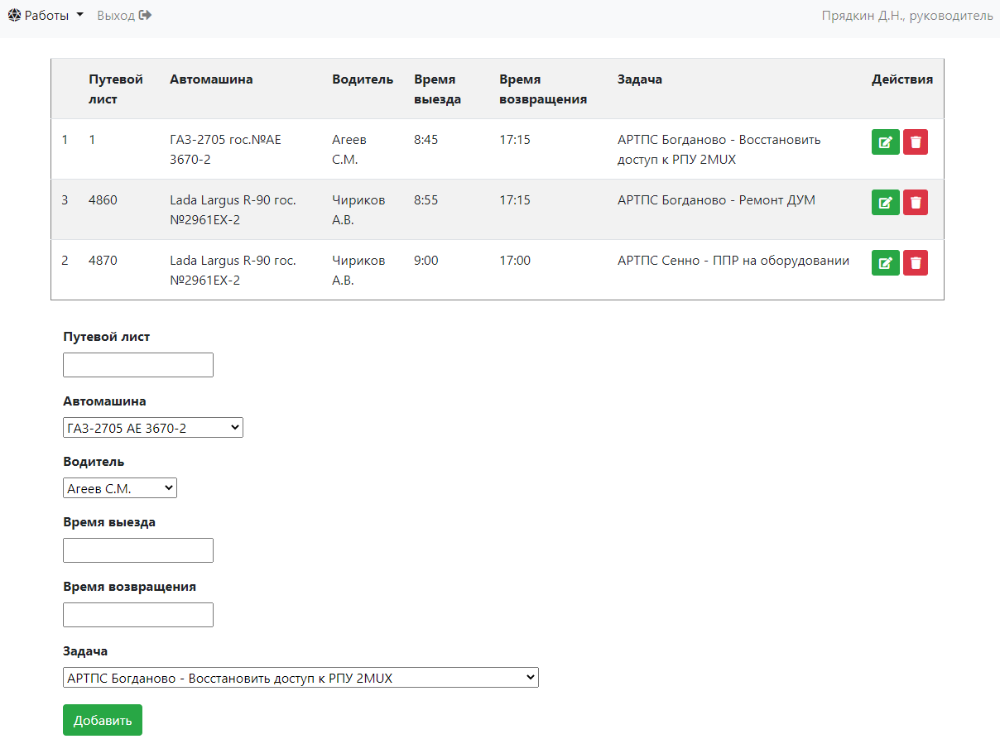 Работы Выход Прядкин Д.Н., руководитель
Путевой лист Автомашина Водитель Время выезда Время возвращения Задача Действия
1 1 ГАЗ-2705 гос.№АЕ 3670-2 Агеев С.М. 8:45 17:15 АРТПС Богданово - Восстановить доступ к РПУ 2MUX
3 4860 Lada Largus R-90 гос. №2961ЕХ-2 Чириков А.В. 8:55 17:15 АРТПС Богданово - Ремонт ДУМ
2 4870 Lada Largus R-90 гос. №2961ЕХ-2 Чириков А.В. 9:00 17:00 АРТПС Сенно - ППР на оборудовании
Путевой лист
Автомашина
ГАЗ-2705 АЕ 3670-2
Водитель
Агеев С.М.
Время выезда
Время возвращения
Задача
АРТПС Богданово - Восстановить доступ к РПУ 2MUX
Добавить